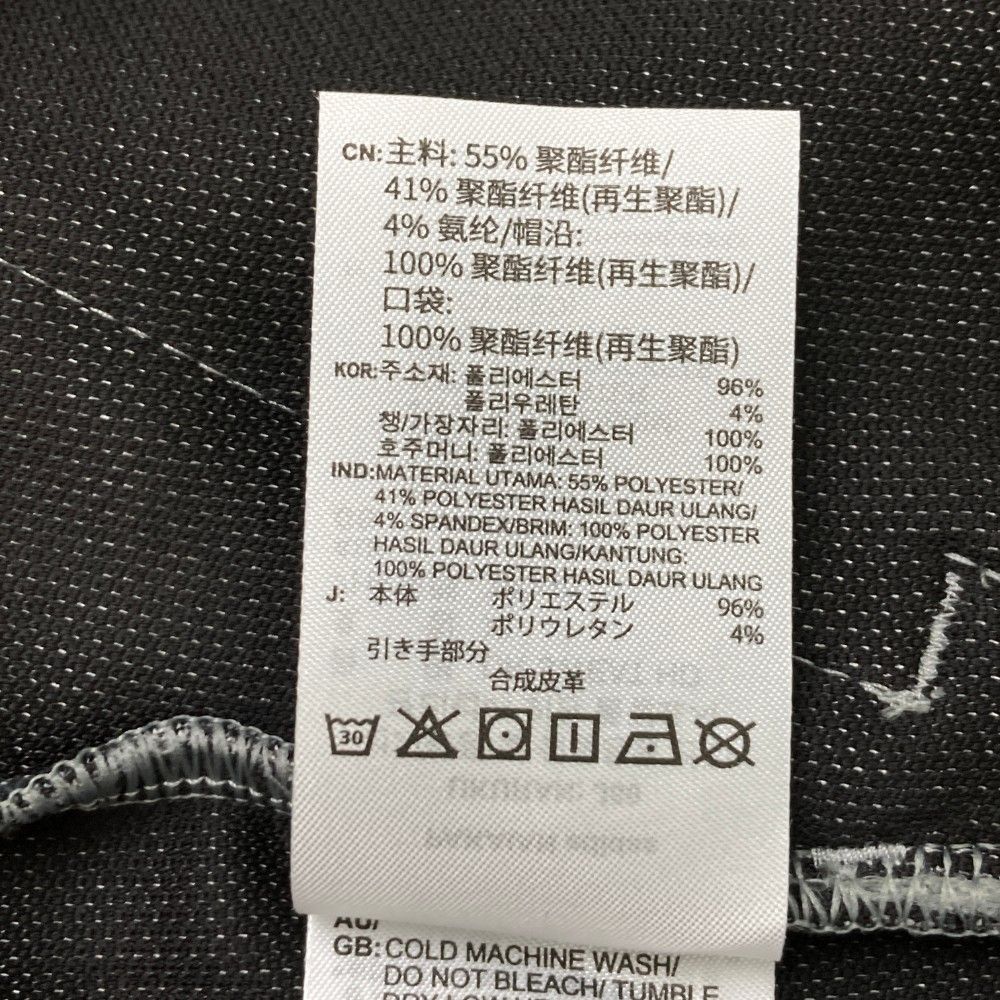 CN:主料: 55% 聚酯纤维/
41% 聚酯纤维(再生聚酯)/
4% 氨纶/帽沿:
100% 聚酯纤维(再生聚酯)/
口袋:
100% 聚酯纤维(再生聚酯)
KOR:주소재: 폴리에스터 96%
폴리우레탄 4%
챙/가장자리: 폴리에스터 100%
호주머니: 폴리에스터 100%
IND:MATERIAL UTAMA: 55% POLYESTER/
41% POLYESTER HASIL DAUR ULANG/
4% SPANDEX/BRIM: 100% POLYESTER
HASIL DAUR ULANG/KANTUNG:
100% POLYESTER HASIL DAUR ULANG
J: 本体 ポリエステル 96%
ポリウレタン 4%
引き手部分
合成皮革
30
AU/
GB: COLD MACHINE WASH/
DO NOT BLEACH/ TUMBLE